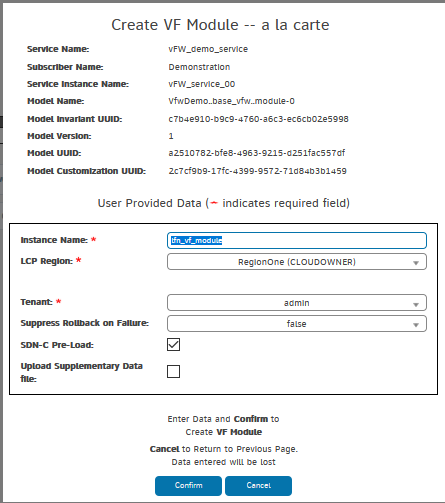 Create VF Module -- a la carte
Service Name: vFW_demo_service
Subscriber Name: Demonstration
Service Instance Name: vFW_service_00
Model Name: VfwDemo..base_vfw..module-0
Model Invariant UUID: c7b4e910-b9c9-4760-a6c3-ec6cb02e5998
Model Version: 1
Model UUID: a2510782-bfe8-4963-9215-d251fac557df
Model Customization UUID: 2c7cf9b9-17fc-4399-9572-71d84b3b1459
User Provided Data (* indicates required field)
Instance Name: * tfn_vf_module
LCP Region: * RegionOne (CLOUDOWNER)
Tenant: * admin
Suppress Rollback on Failure: false
SDN-C Pre-Load:
Upload Supplementary Data
file:
Enter Data and Confirm to
Create VF Module
Cancel to Return to Previous Page.
Data entered will be lost
Confirm Cancel